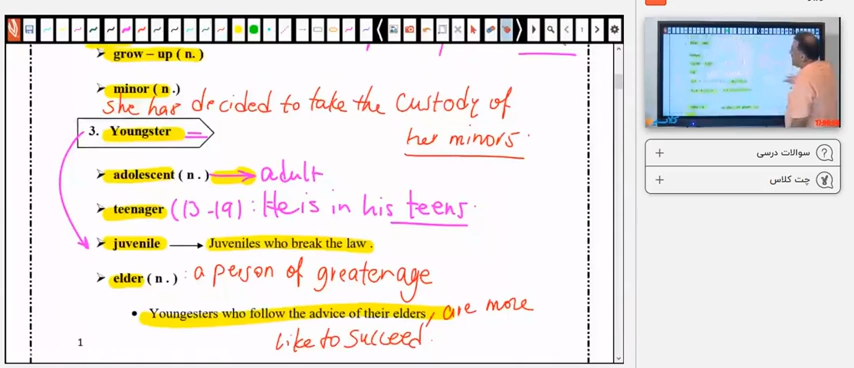 grow – up ( n.)
minor ( n .)
she has decided to take the custody of
her minors.
3. Youngster
adolescent ( n . ) → adult
teenager (13 -19) : He is in his teens.
juvenile → Juveniles who break the law .
elder ( n . ) : a person of greater age
Youngesters who follow the advice of their elders, are more
like to succeed.
1
سوالات درسی
چت کلاس